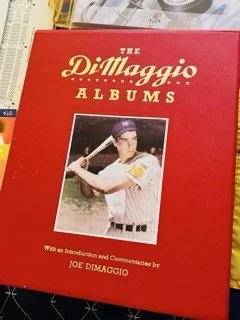 THE
DiMaggio
ALBUMS
With an Introduction and Commentaries by
JOE DIMAGGIO